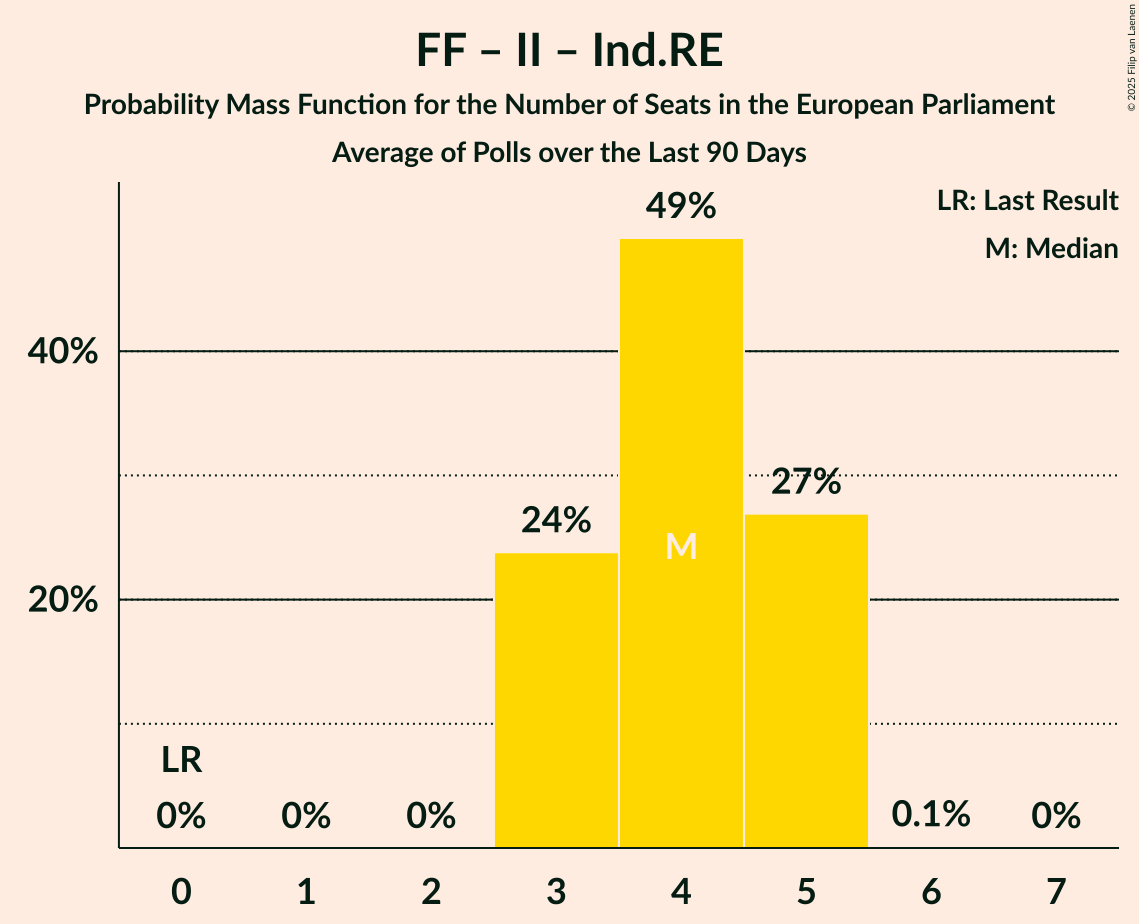 FF – II – Ind.RE
Probability Mass Function for the Number of Seats in the European Parliament
Average of Polls over the Last 90 Days
© 2025 Filip van Laenen
LR: Last Result
M: Median
49%
40%
27%
24%
M
20%
LR
0%
0%
0%
0.1%
0%
0
1
2
3
4
5
6
7